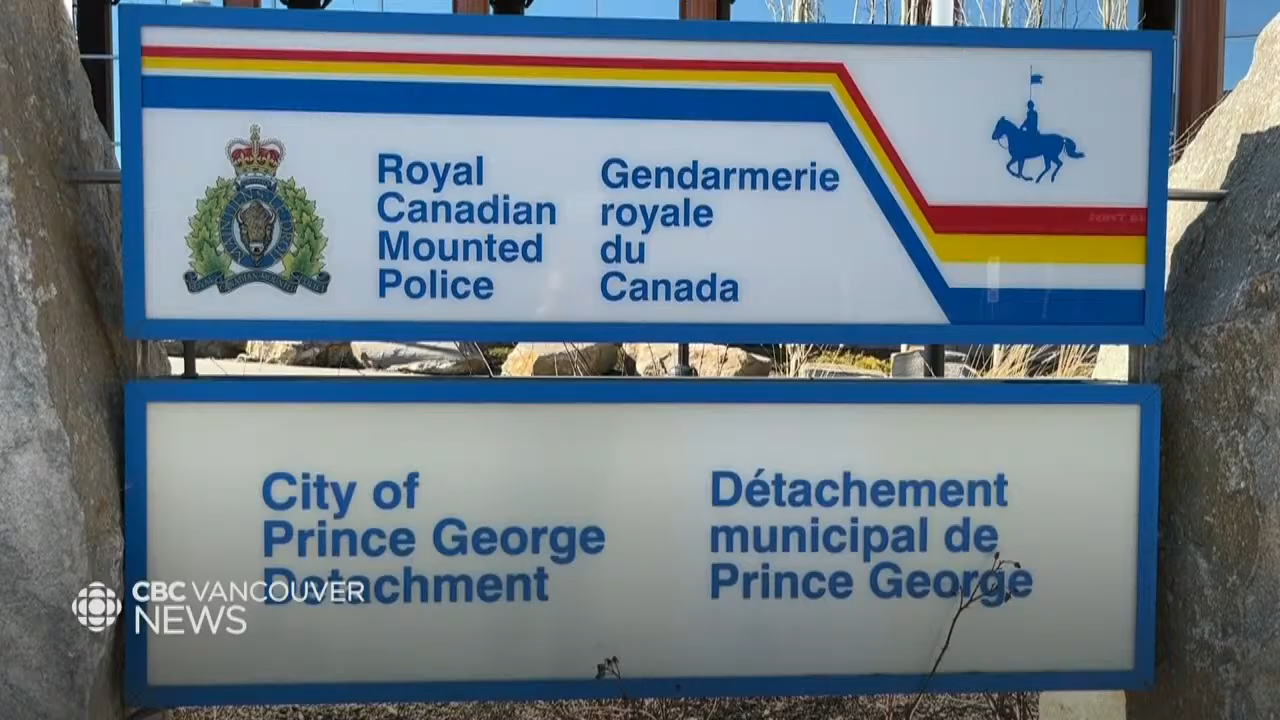 Royal
Canadian
Mounted
Police
Gendarmerie
royale
du
Canada
City of
Prince George
Detachment
Détachement
municipal de
Prince George
CBC VANCOUVER
NEWS